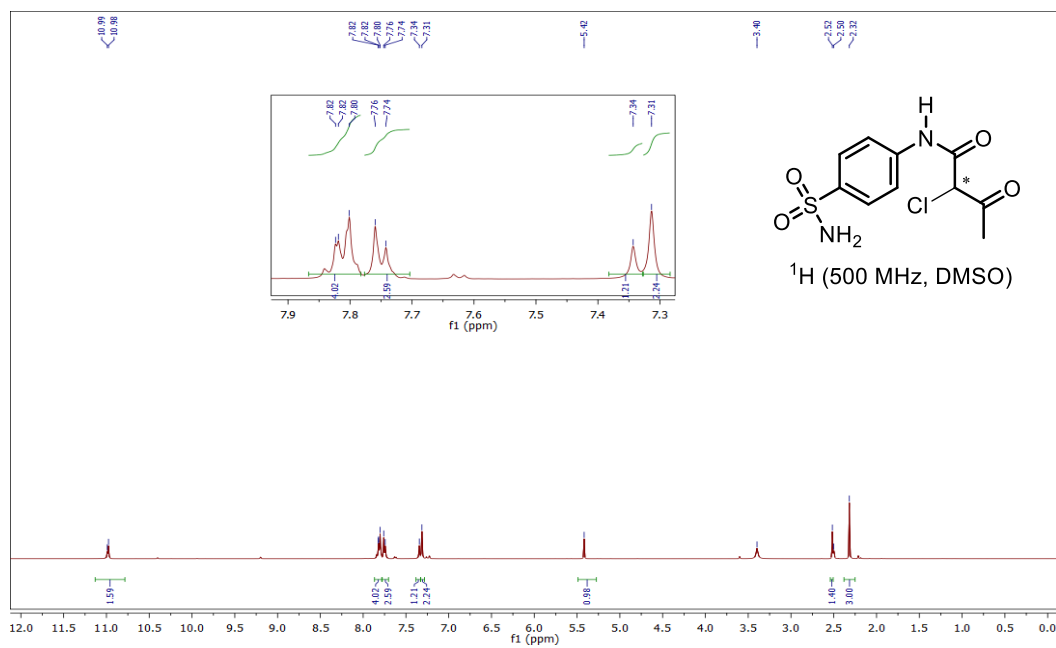 10.99
10.98
7.82
7.82
7.80
7.76
7.74
7.34
7.31
5.42
3.40
2.52
2.50
2.32
7.82
7.82
7.80
7.76
7.74
7.34
7.31
4.02
2.59
1.21
2.24
7.9 7.8 7.7 7.6 7.5 7.4 7.3
f1 (ppm)
H
N
O
*
O
Cl
O
S
O
NH2
1H (500 MHz, DMSO)
1.59
4.02
2.59
1.21
2.24
0.98
1.40
3.00
12.0 11.5 11.0 10.5 10.0 9.5 9.0 8.5 8.0 7.5 7.0 6.5 6.0 5.5 5.0 4.5 4.0 3.5 3.0 2.5 2.0 1.5 1.0 0.5 0.0
f1 (ppm)